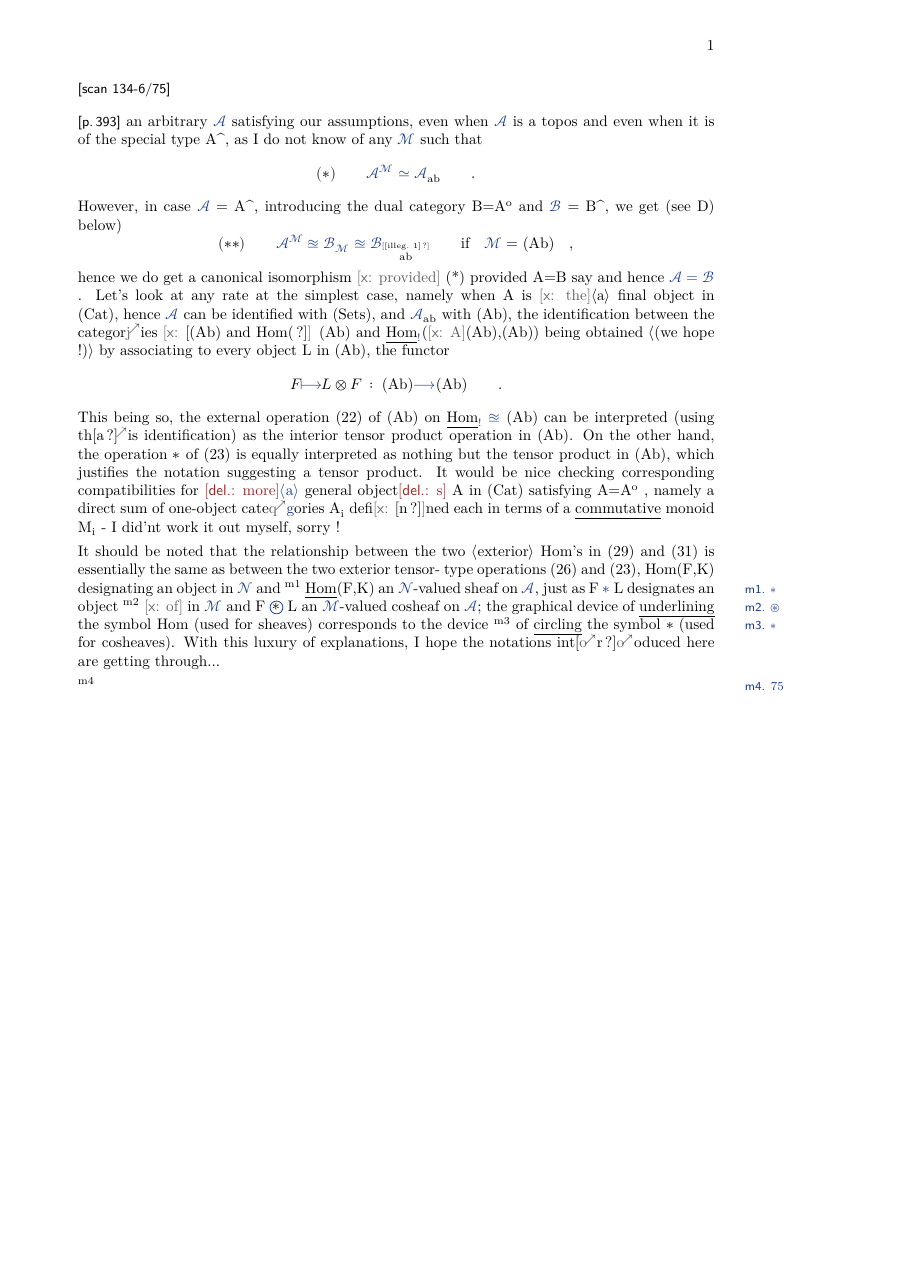 1
[scan 134-6/75]
[p. 393] an arbitrary 𝒜 satisfying our assumptions, even when 𝒜 is a topos and even when it is
of the special type A^, as I do not know of any ℳ such that
(∗) 𝒜^ℳ ≃ 𝒜_ab .
However, in case 𝒜 = A^, introducing the dual category B=A° and ℬ = B^, we get (see D)
below)
(∗∗) 𝒜^ℳ ≊ ℬ_ℳ ≊ ℬ_[[illeg. 1] ?] ab if ℳ = (Ab) ,
hence we do get a canonical isomorphism [x: provided] (*) provided A=B say and hence 𝒜 = ℬ
. Let's look at any rate at the simplest case, namely when A is [x: the]⟨a⟩ final object in
(Cat), hence 𝒜 can be identified with (Sets), and 𝒜_ab with (Ab), the identification between the
categorj↗ies [x: [(Ab) and Hom( ?]] (Ab) and Hom_!([x: A](Ab),(Ab)) being obtained ⟨(we hope
!)⟩ by associating to every object L in (Ab), the functor
F⟼L ⊗ F : (Ab)⟶(Ab) .
This being so, the external operation (22) of (Ab) on Hom_! ≊ (Ab) can be interpreted (using
th[a ?]↗is identification) as the interior tensor product operation in (Ab). On the other hand,
the operation ∗ of (23) is equally interpreted as nothing but the tensor product in (Ab), which
justifies the notation suggesting a tensor product. It would be nice checking corresponding
compatibilities for [del.: more]⟨a⟩ general object[del.: s] A in (Cat) satisfying A=A° , namely a
direct sum of one-object cateq↗gories A_i defi[x: [n ?]]ned each in terms of a commutative monoid
M_i - I did'nt work it out myself, sorry !
It should be noted that the relationship between the two ⟨exterior⟩ Hom's in (29) and (31) is
essentially the same as between the two exterior tensor- type operations (26) and (23), Hom(F,K)
designating an object in 𝒩 and m1 Hom(F,K) an 𝒩-valued sheaf on 𝒜, just as F ∗ L designates an
object m2 [x: of] in ℳ and F ⊛ L an ℳ-valued cosheaf on 𝒜; the graphical device of underlining
the symbol Hom (used for sheaves) corresponds to the device m3 of circling the symbol ∗ (used
for cosheaves). With this luxury of explanations, I hope the notations int[o↗r ?]o↗oduced here
are getting through...
m4
m1. ∗
m2. ⊛
m3. ∗
m4. 75